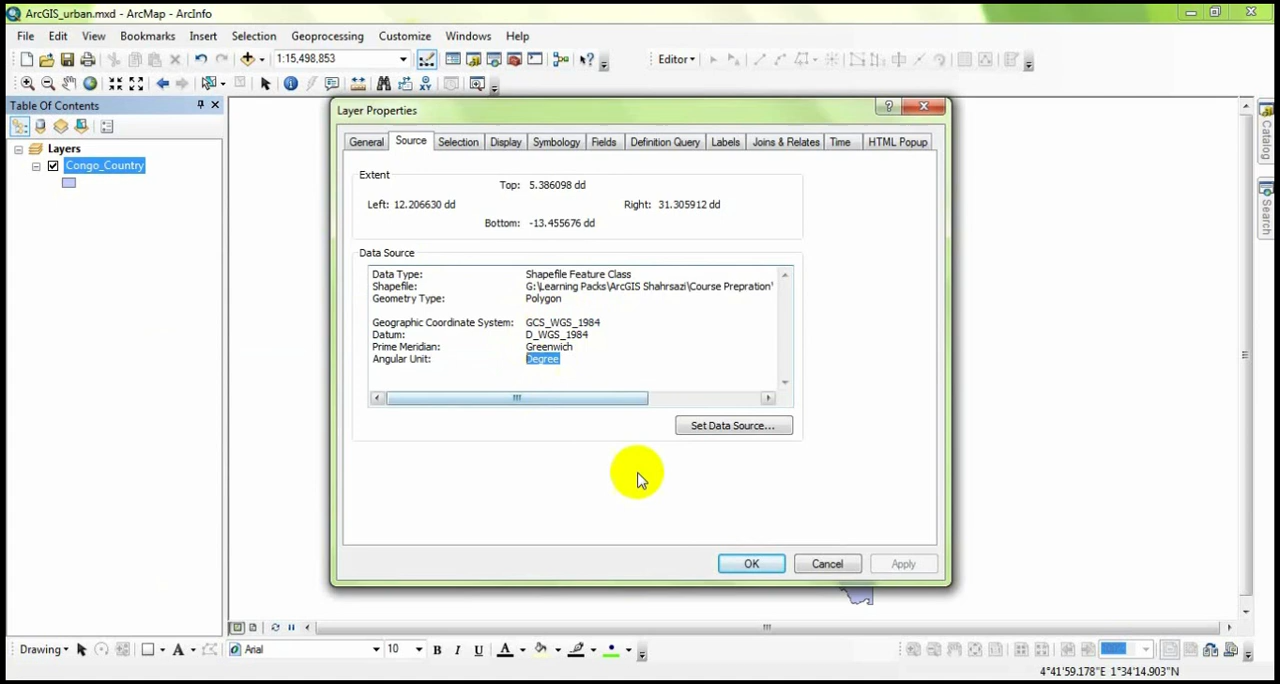 ArcGIS_urban.mxd - ArcMap - ArcInfo
File Edit View Bookmarks Insert Selection Geoprocessing Customize Windows Help
1:15,498,853
Editor
Table Of Contents
Layers
Congo_Country
Layer Properties
General Source Selection Display Symbology Fields Definition Query Labels Joins & Relates Time HTML Popup
Extent
Top: 5.386098 dd
Left: 12.206630 dd Right: 31.305912 dd
Bottom: -13.455676 dd
Data Source
Data Type: Shapefile Feature Class
Shapefile: G:\Learning Packs\ArcGIS Shahrsazi\Course Prepration\
Geometry Type: Polygon
Geographic Coordinate System: GCS_WGS_1984
Datum: D_WGS_1984
Prime Meridian: Greenwich
Angular Unit: Degree
Set Data Source...
OK Cancel Apply
Catalog
Search
Drawing A Arial 10 B I U A
4°41'59.178"E 1°34'14.903"N